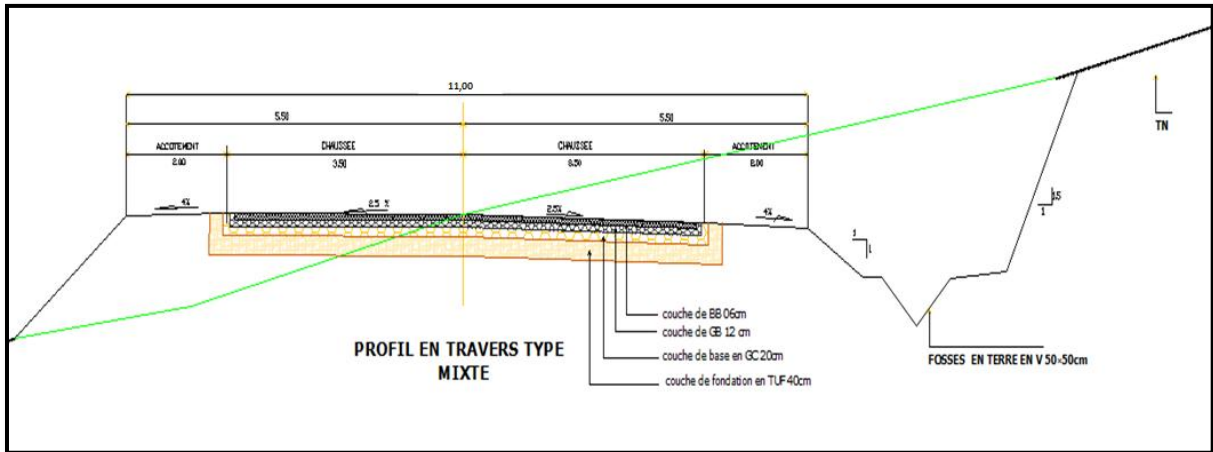 11,00
5.50 5.50
ACCOTEMENT CHAUSSEE CHAUSSEE ACCOTEMENT
2.00 3.50 3.50 2.00
TN
4% 2.5 % 2.5% 4%
1.5
1
1
1
couche de BB 06cm
couche de GB 12 cm
couche de base en GC 20cm
couche de fondation en TUF 40cm
PROFIL EN TRAVERS TYPE
MIXTE
FOSSES EN TERRE EN V 50×50cm